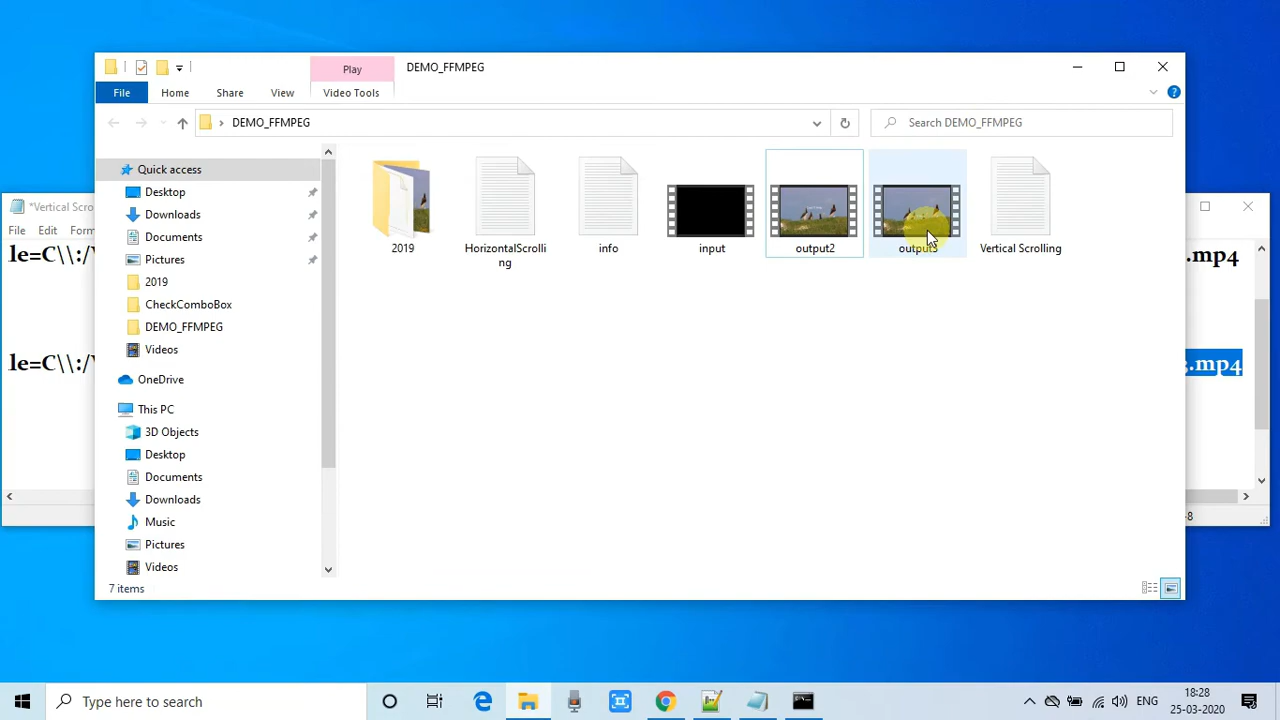 Play
DEMO_FFMPEG
File
Home
Share
View
Video Tools
DEMO_FFMPEG
Search DEMO_FFMPEG
Quick access
Desktop
Downloads
Documents
Pictures
2019
CheckComboBox
DEMO_FFMPEG
Videos
OneDrive
This PC
3D Objects
Desktop
Documents
Downloads
Music
Pictures
Videos
2019
HorizontalScrolli
ng
info
input
output2
output3
Vertical Scrolling
7 items
*Vertical Scro
File
Edit
Form
le=C\\:/
.mp4
le=C\\:/
.mp4
-8
Type here to search
ENG
18:28
25-03-2020